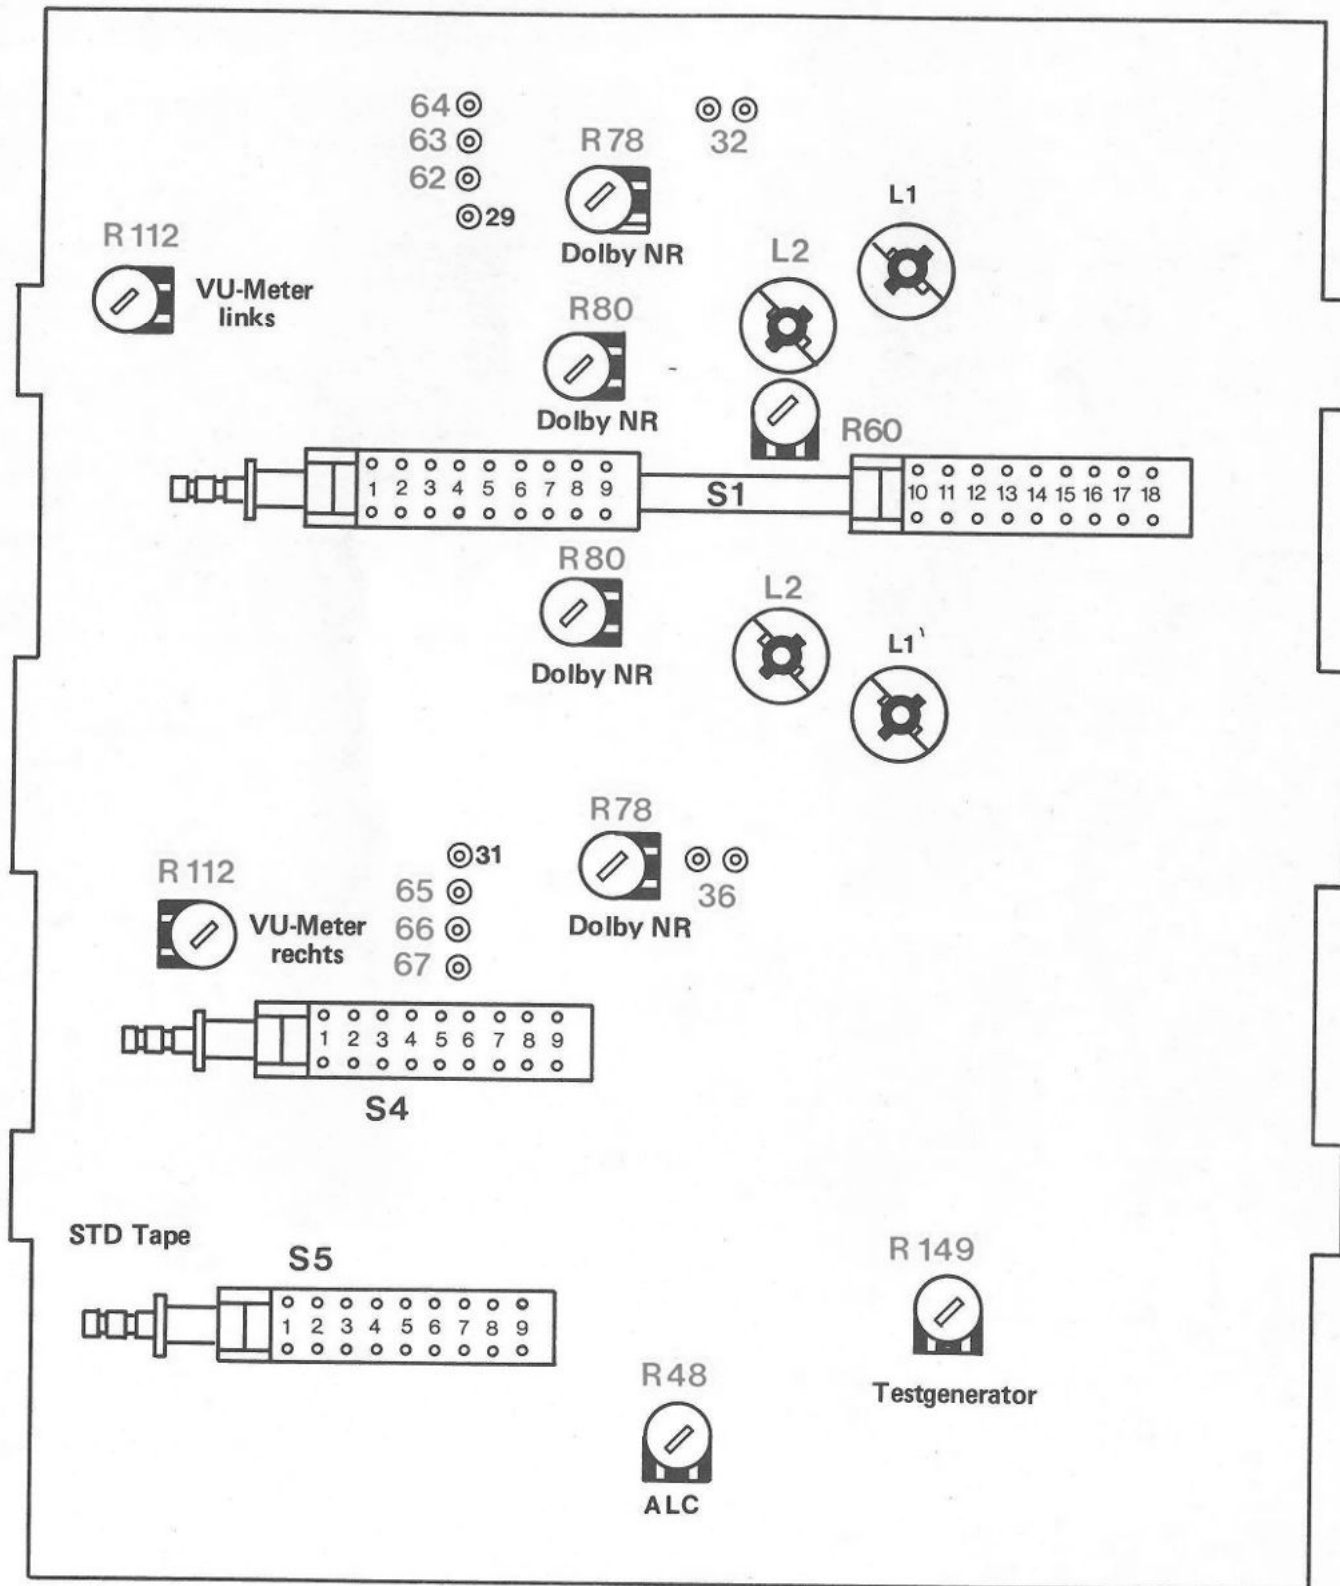 64
63
62
29
R78
Dolby NR
32
L1
R 112
VU-Meter
links
L2
R80
Dolby NR
R60
1 2 3 4 5 6 7 8 9
S1
10 11 12 13 14 15 16 17 18
R80
Dolby NR
L2
L1'
R78
Dolby NR
36
31
65
66
67
R 112
VU-Meter
rechts
1 2 3 4 5 6 7 8 9
S4
STD Tape
S5
1 2 3 4 5 6 7 8 9
R 149
Testgenerator
R48
ALC